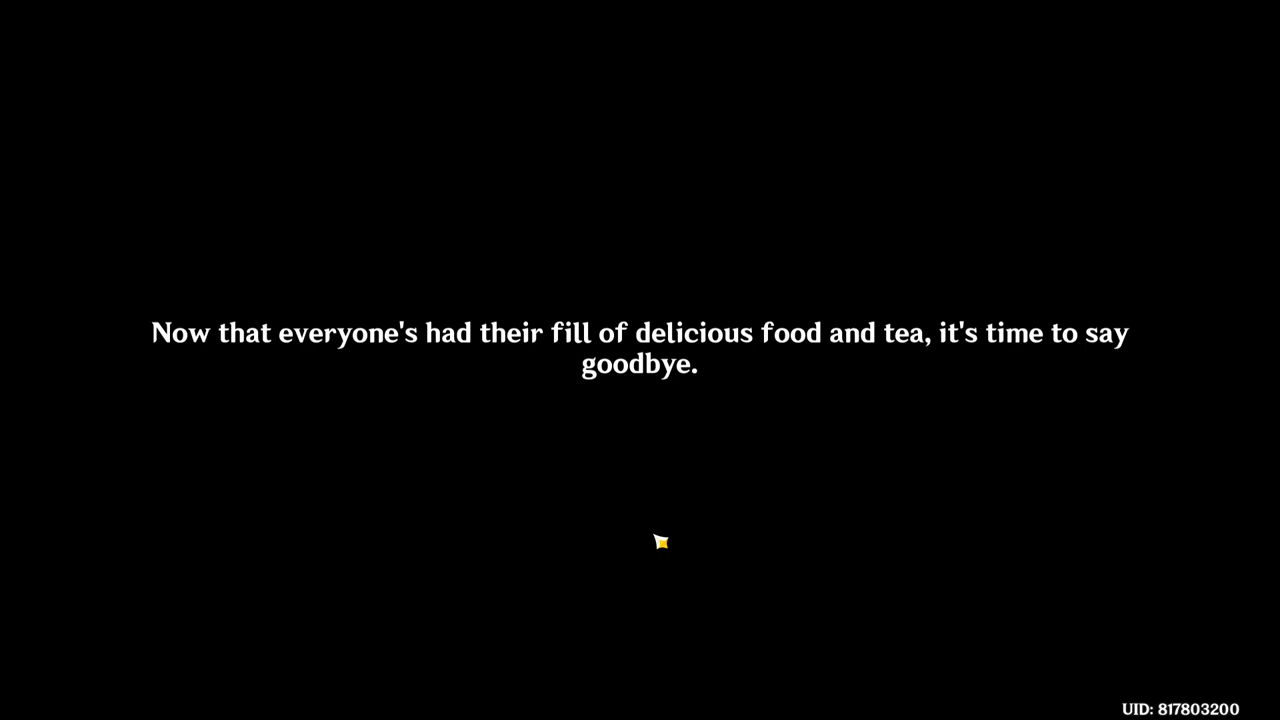 Now that everyone's had their fill of delicious food and tea, it's time to say
goodbye.
UID: 817803200